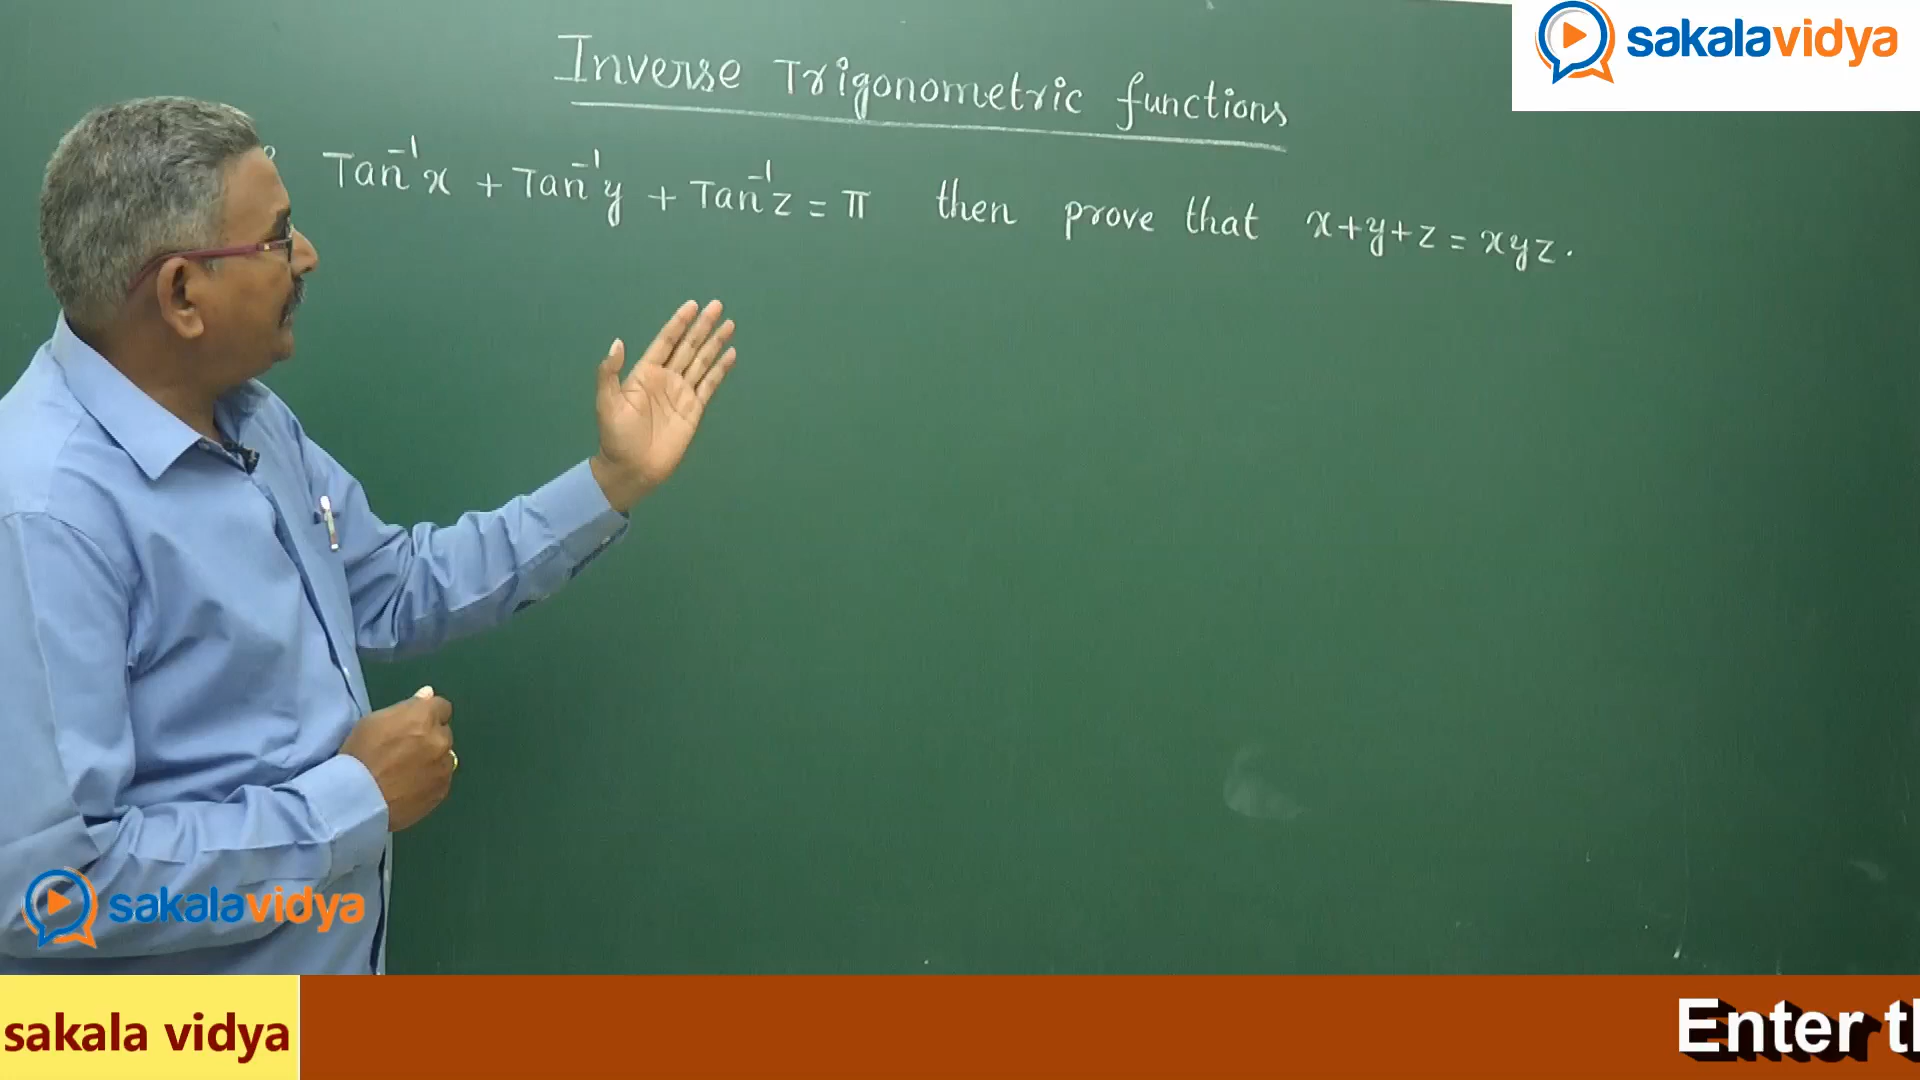 sakalavidya
Inverse Trigonometric functions
Tan⁻¹x + Tan⁻¹y + Tan⁻¹z = π then prove that x+y+z = xyz.
sakalavidya
sakala vidya
Enter